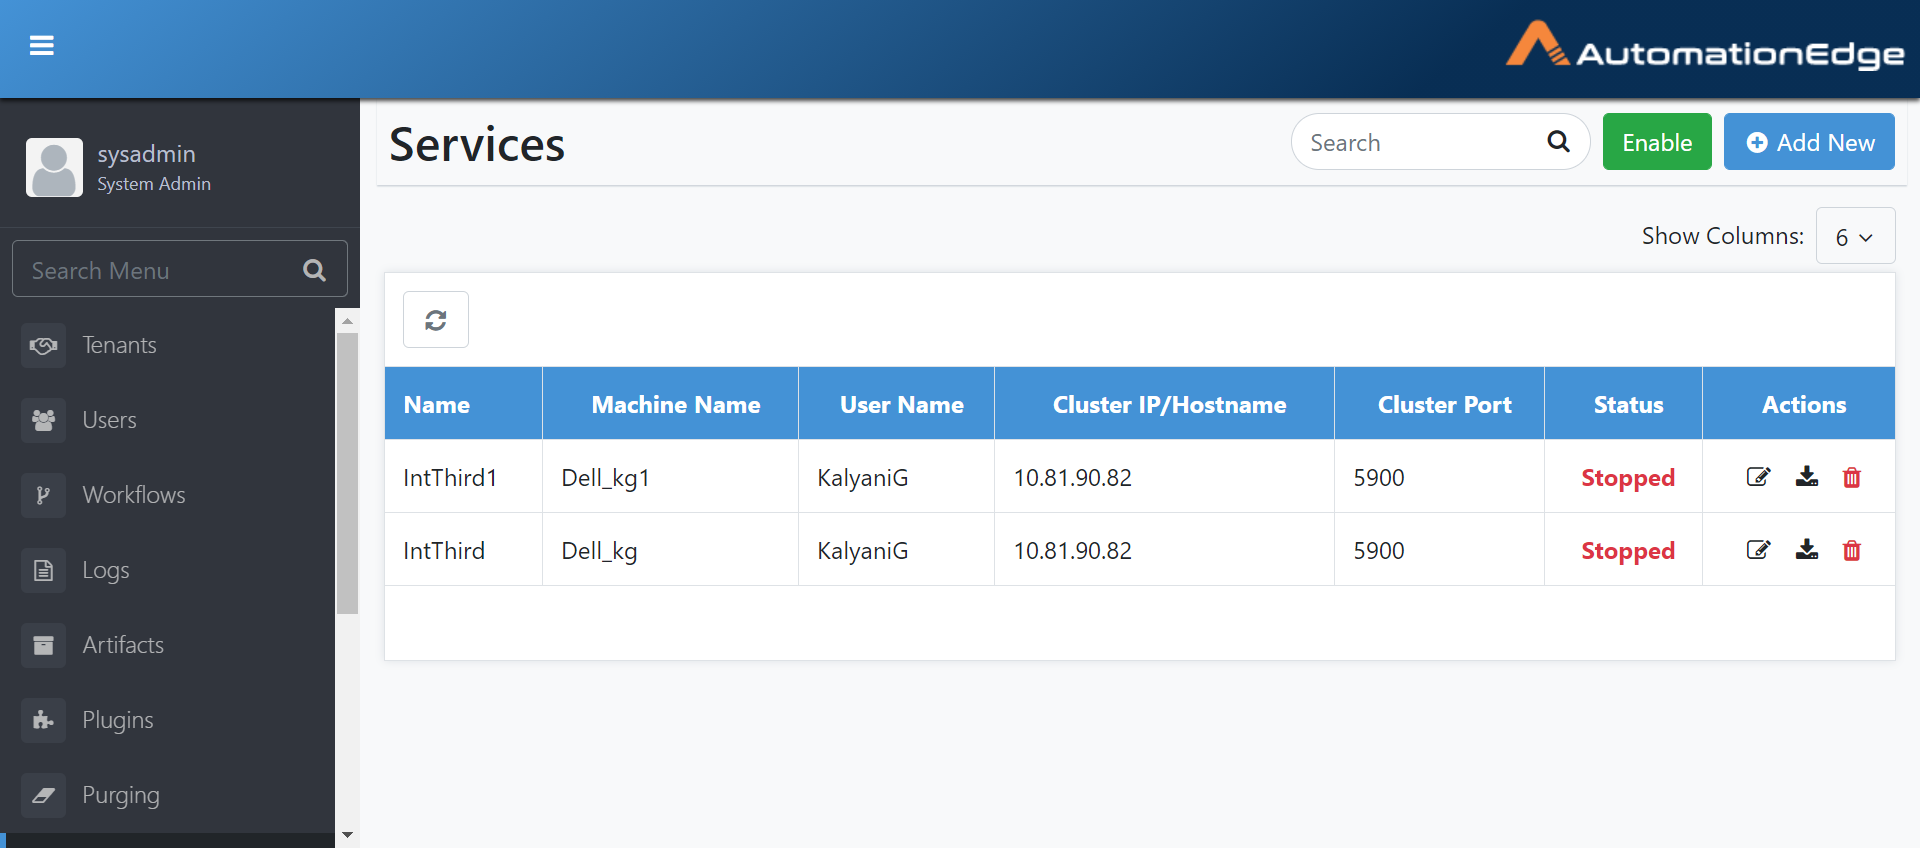 AutomationEdge
sysadmin
System Admin
Search Menu
Tenants
Users
Workflows
Logs
Artifacts
Plugins
Purging
Services
Search
Enable
Add New
Show Columns: 6
Name Machine Name User Name Cluster IP/Hostname Cluster Port Status Actions
IntThird1 Dell_kg1 KalyaniG 10.81.90.82 5900 Stopped
IntThird Dell_kg KalyaniG 10.81.90.82 5900 Stopped